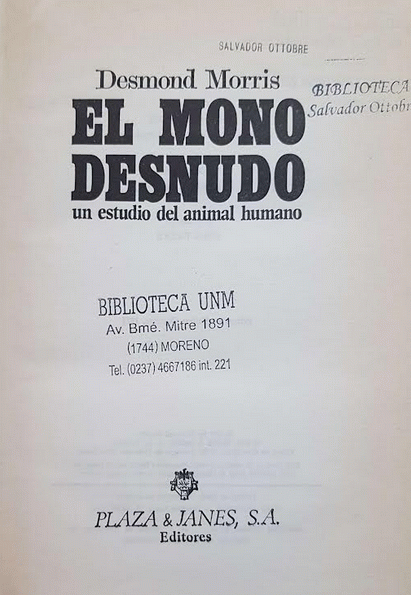 SALVADOR OTTOBRE
BIBLIOTECA
Salvador Ottobr
Desmond Morris
EL MONO
DESNUDO
un estudio del animal humano
BIBLIOTECA UNM
Av. Bmé. Mitre 1891
(1744) MORENO
Tel. (0237) 4667186 int. 221
PLAZA & JANES, S.A.
Editores